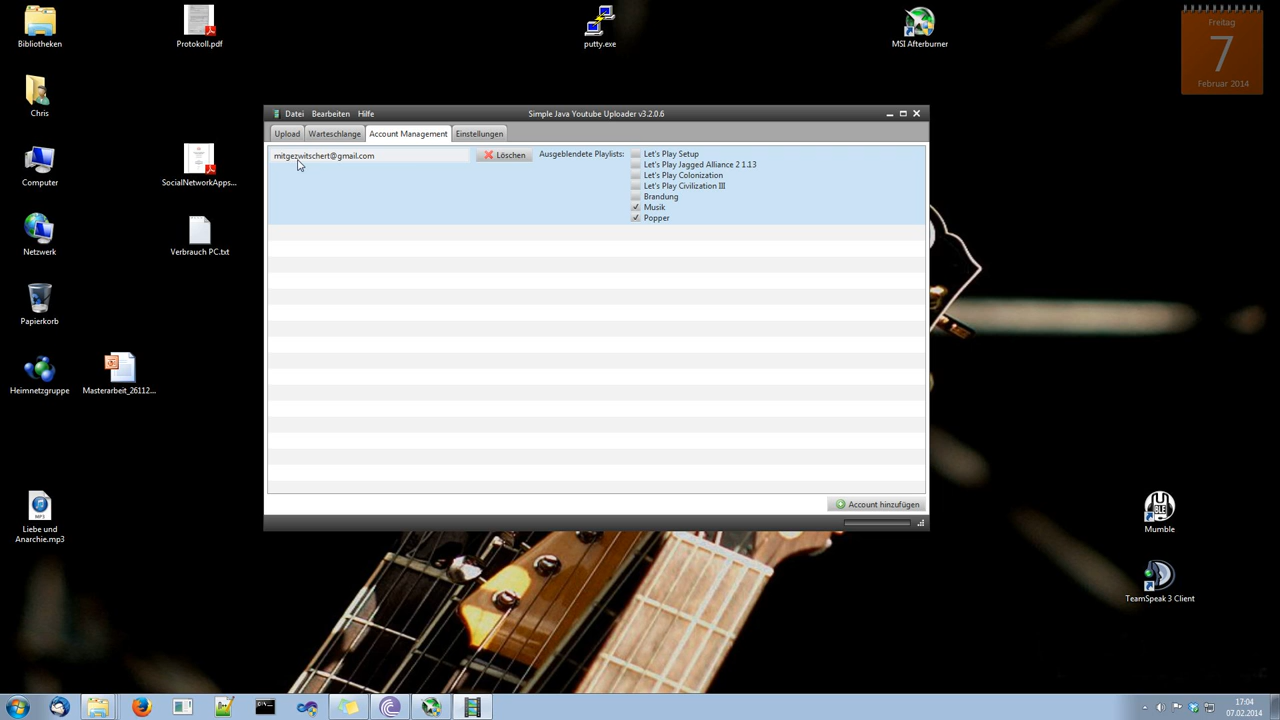 Bibliotheken
Protokoll.pdf
putty.exe
MSI Afterburner
Freitag
7
Februar 2014
Chris
Datei Bearbeiten Hilfe
Simple Java Youtube Uploader v3.2.0.6
Upload Warteschlange Account Management Einstellungen
mitgezwitschert@gmail.com
Löschen
Ausgeblendete Playlists:
Let's Play Setup
Let's Play Jagged Alliance 2 1.13
Let's Play Colonization
Let's Play Civilization III
Brandung
Musik
Popper
Computer
SocialNetworkApps...
Netzwerk
Verbrauch PC.txt
Papierkorb
Heimnetzgruppe
Masterarbeit_26112...
Account hinzufügen
MP3
Liebe und
Anarchie.mp3
Mumble
TeamSpeak 3 Client
17:04
07.02.2014